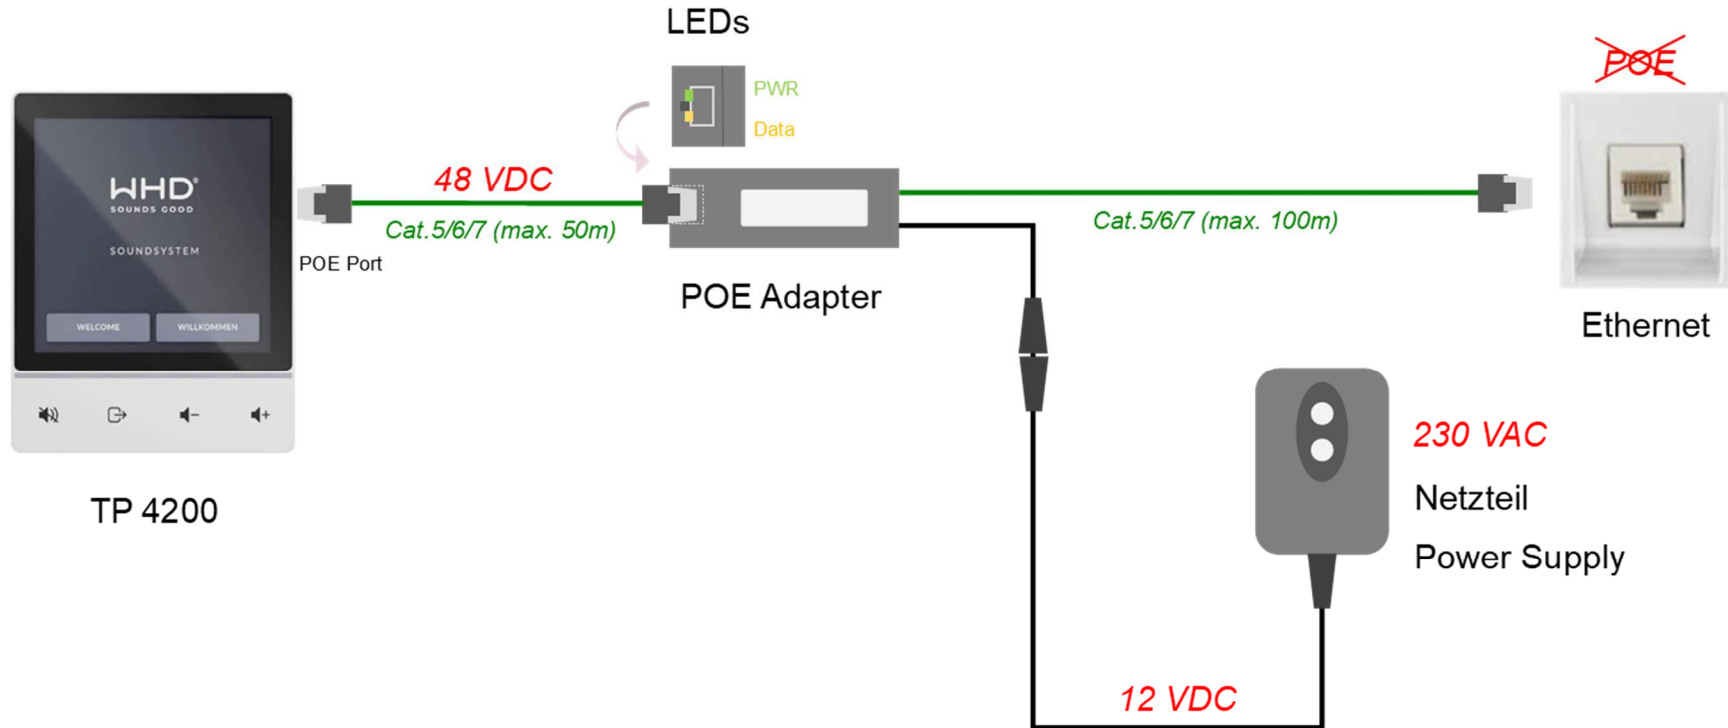 LEDs
POE
PWR
Data
WHD®
SOUNDS GOOD
SOUNDSYSTEM
WELCOME
WILLKOMMEN
48 VDC
Cat.5/6/7 (max. 50m)
POE Port
Cat.5/6/7 (max. 100m)
POE Adapter
Ethernet
TP 4200
230 VAC
Netzteil
Power Supply
12 VDC